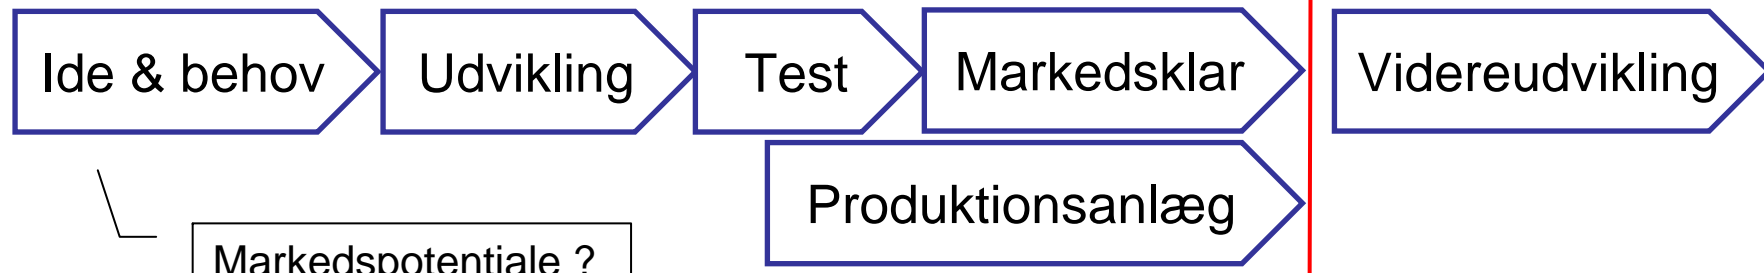 Ide & behov
Udvikling
Test
Markedsklar
Videreudvikling
Produktionsanlæg
Markedspotentiale ?